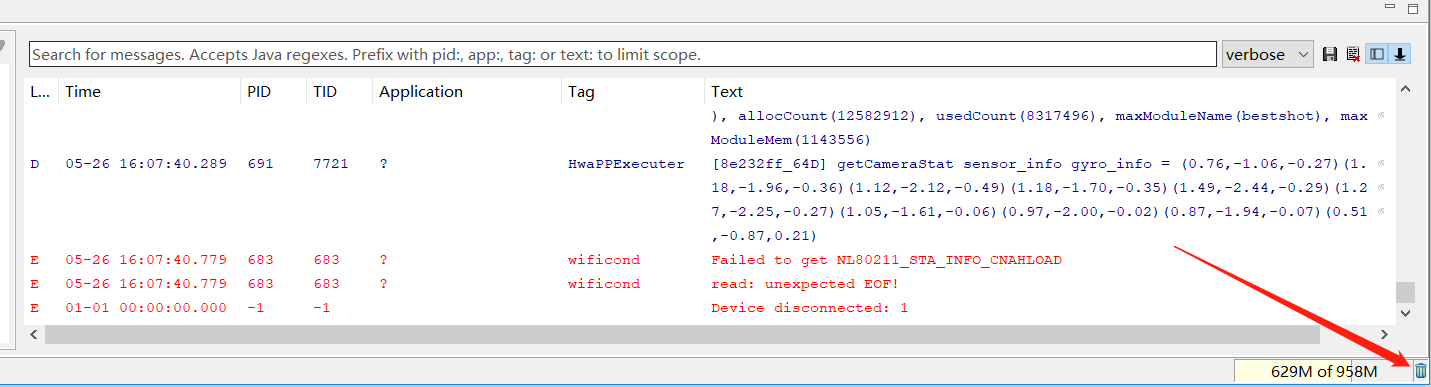 Search for messages. Accepts Java regexes. Prefix with pid:, app:, tag: or text: to limit scope.
verbose
L... Time PID TID Application Tag Text
), allocCount(12582912), usedCount(8317496), maxModuleName(bestshot), max
ModuleMem(1143556)
D 05-26 16:07:40.289 691 7721 ? HwaPPExecuter [8e232ff_64D] getCameraStat sensor_info gyro_info = (0.76,-1.06,-0.27)(1.
18,-1.96,-0.36)(1.12,-2.12,-0.49)(1.18,-1.70,-0.35)(1.49,-2.44,-0.29)(1.2
7,-2.25,-0.27)(1.05,-1.61,-0.06)(0.97,-2.00,-0.02)(0.87,-1.94,-0.07)(0.51
,-0.87,0.21)
E 05-26 16:07:40.779 683 683 ? wificond Failed to get NL80211_STA_INFO_CNAHLOAD
E 05-26 16:07:40.779 683 683 ? wificond read: unexpected EOF!
E 01-01 00:00:00.000 -1 -1 Device disconnected: 1
629M of 958M